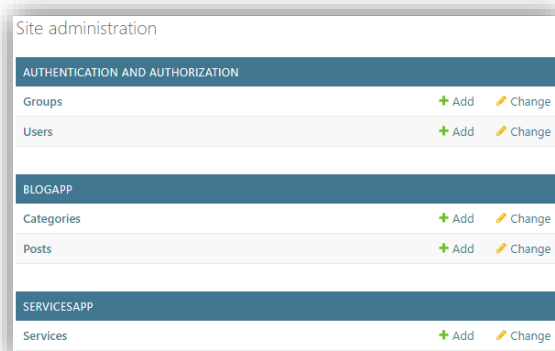 Site administration
AUTHENTICATION AND AUTHORIZATION
Groups Add Change
Users Add Change
BLOGAPP
Categories Add Change
Posts Add Change
SERVICESAPP
Services Add Change